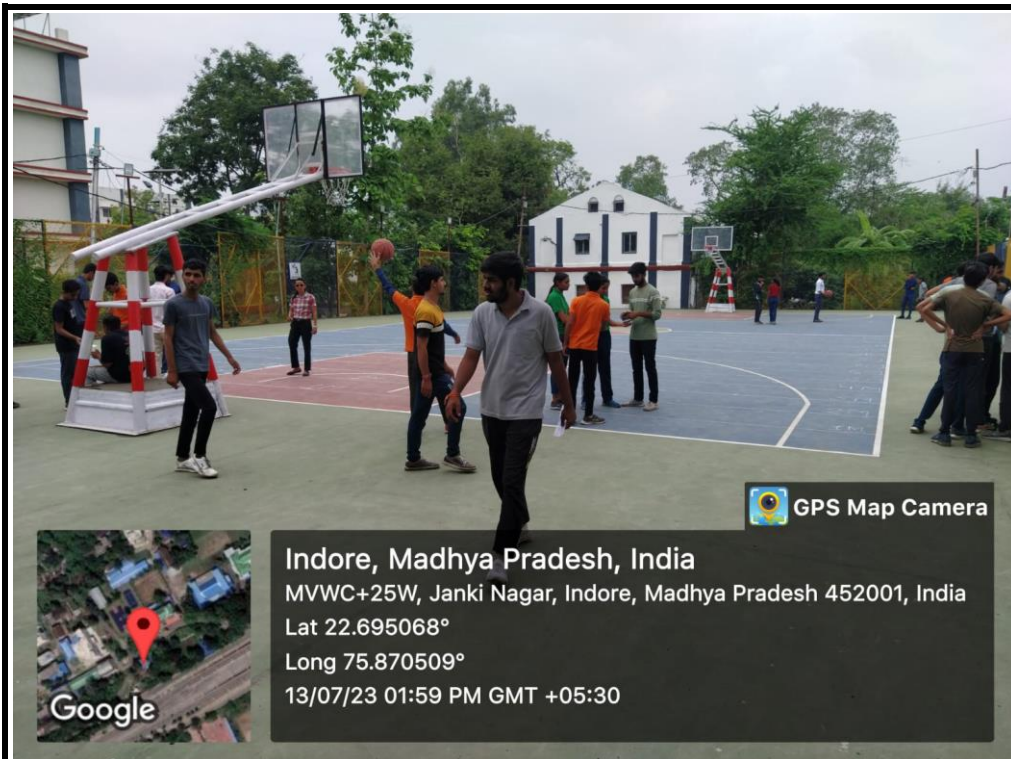 GPS Map Camera
Indore, Madhya Pradesh, India
MVWC+25W, Janki Nagar, Indore, Madhya Pradesh 452001, India
Lat 22.695068°
Long 75.870509°
13/07/23 01:59 PM GMT +05:30
Google